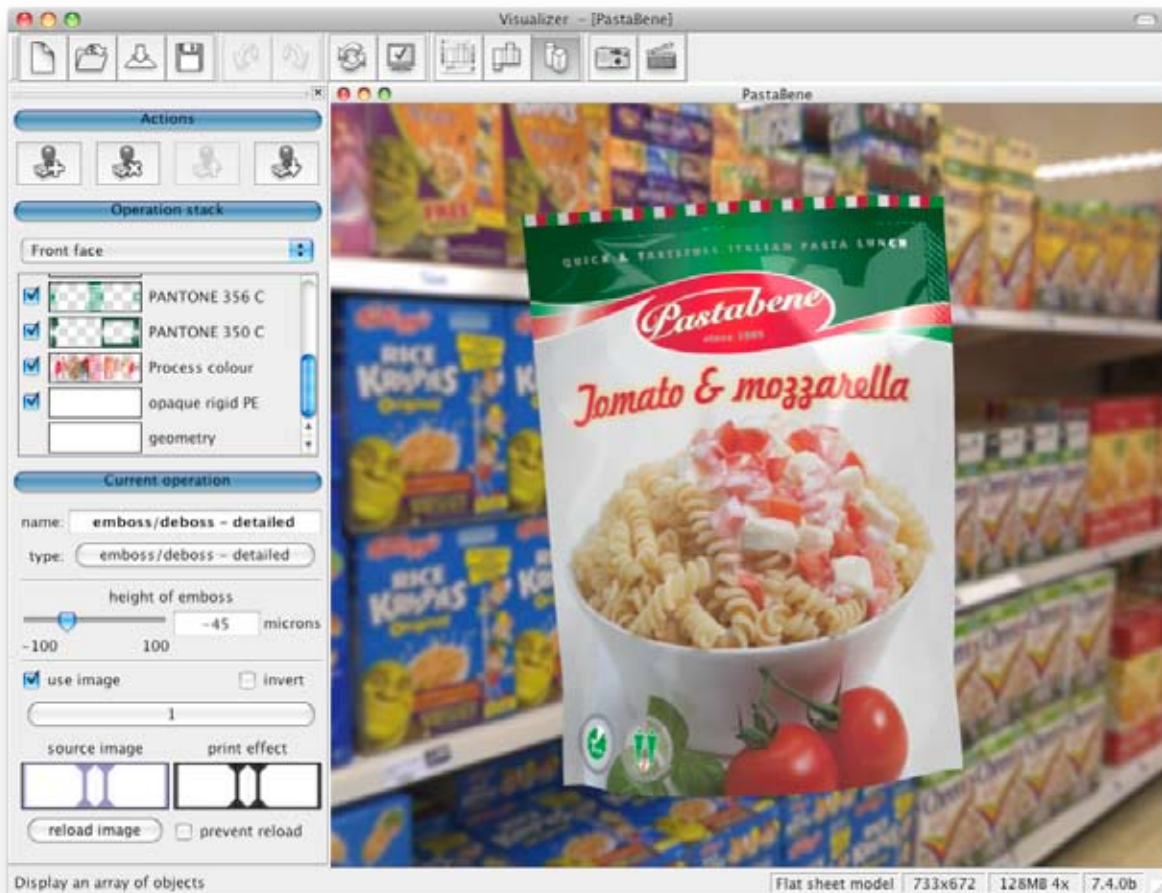 Visualizer - [PastaBene]
Actions
Operation stack
Front face
PANTONE 356 C
PANTONE 350 C
Process colour
opaque rigid PE
geometry
Current operation
name: emboss/deboss - detailed
type: emboss/deboss - detailed
height of emboss
-45 microns
-100 100
use image invert
1
source image print effect
reload image prevent reload
Display an array of objects
PastaBene
FREE
QUICK & ITALIAN PASTA LUNCH
Pastabene
since
Tomato & mozzarella
RICE
KRISPIES
Original
RICE
KRISPIES
Flat sheet model 733x672 128MB 4x 7.4.0b